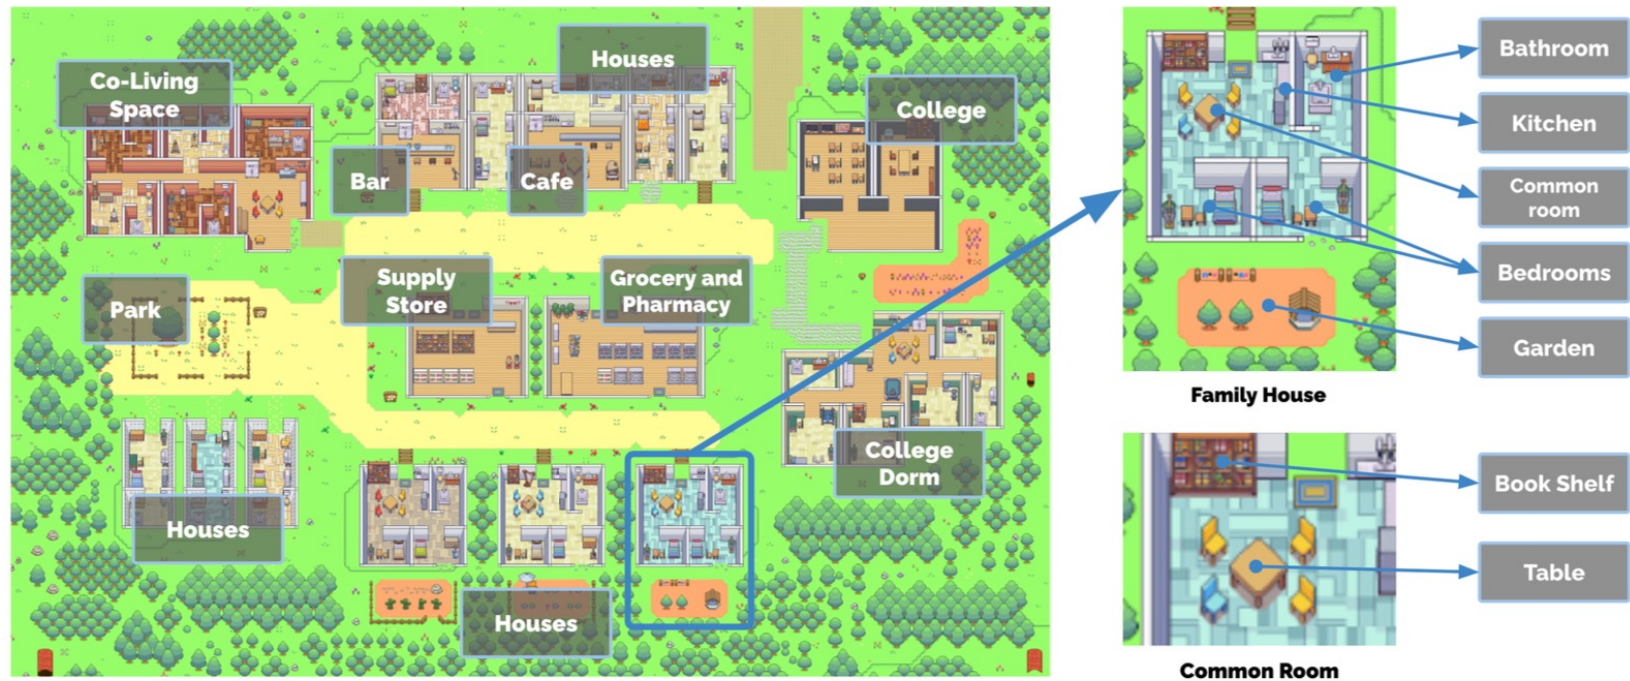 Houses
Co-Living
Space
College
Bar
Cafe
Supply
Store
Grocery and
Pharmacy
Park
College
Dorm
Houses
Houses
Bathroom
Kitchen
Common
room
Bedrooms
Garden
Family House
Book Shelf
Table
Common Room